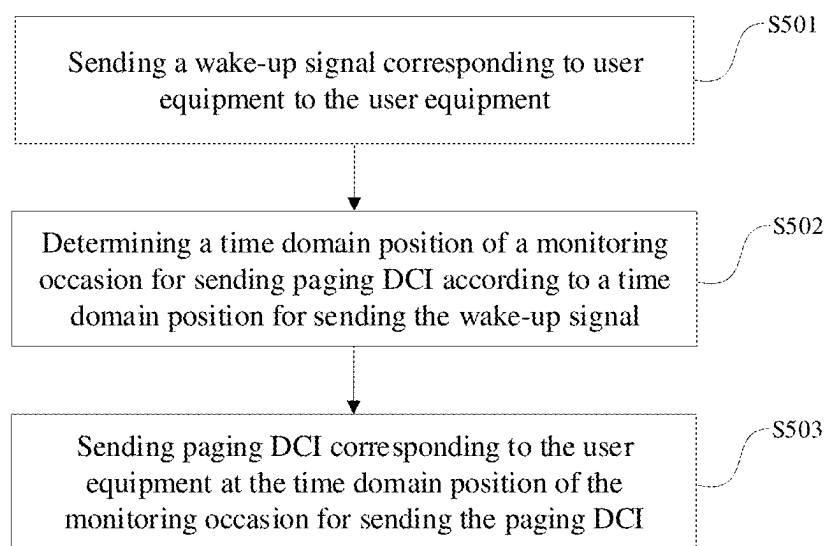 S501
Sending a wake-up signal corresponding to user
equipment to the user equipment
S502
Determining a time domain position of a monitoring
occasion for sending paging DCI according to a time
domain position for sending the wake-up signal
S503
Sending paging DCI corresponding to the user
equipment at the time domain position of the
monitoring occasion for sending the paging DCI